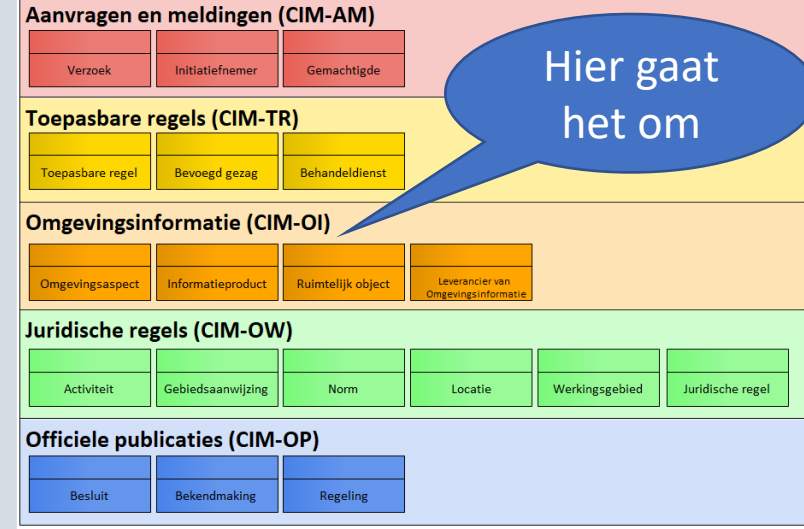 Aanvragen en meldingen (CIM-AM)
Verzoek
Initiatiefnemer
Gemachtigde
Hier gaat
het om
Toepasbare regels (CIM-TR)
Toepasbare regel
Bevoegd gezag
Behandeldienst
Omgevingsinformatie (CIM-OI)
Omgevingsaspect
Informatieproduct
Ruimtelijk object
Leverancier van
Omgevingsinformatie
Juridische regels (CIM-OW)
Activiteit
Gebiedsaanwijzing
Norm
Locatie
Werkingsgebied
Juridische regel
Officiele publicaties (CIM-OP)
Besluit
Bekendmaking
Regeling